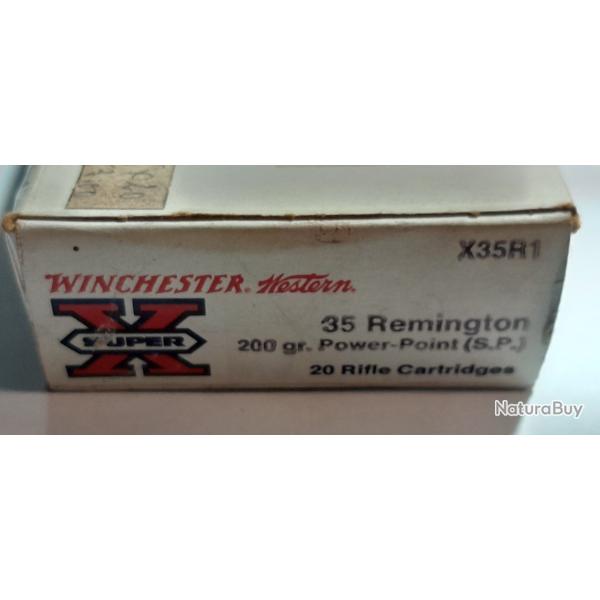 X35R1
WINCHESTER. Western.
SUPER
X
35 Remington
200 gr. Power-Point (S.P.)
20 Rifle Cartridges
NaturaBuy